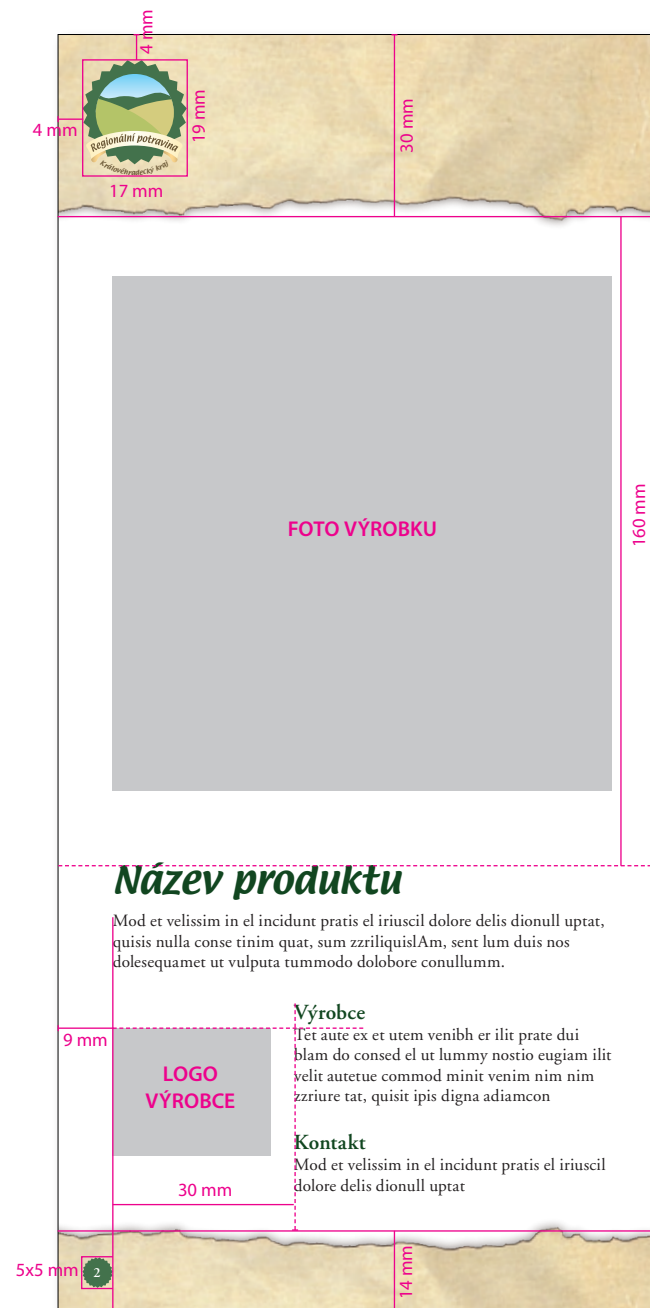 4 mm
4 mm
19 mm
30 mm
Regionální potravina
Královéhradecký kraj
17 mm
FOTO VÝROBKU
160 mm
Název produktu
Mod et velissim in el incidunt pratis el iriuscil dolore delis dionull uptat,
quisis nulla conse tinim quat, sum zzriliquislAm, sent lum duis nos
dolesequamet ut vulputa tummodo dolobore conullumm.
9 mm
LOGO
VÝROBCE
Výrobce
Tet aute ex et utem venibh er ilit prate dui
blam do consed el ut lummy nostio eugiam ilit
velit autetue commod minit venim nim nim
zzriure tat, quisit ipis digna adiamcon
Kontakt
Mod et velissim in el incidunt pratis el iriuscil
dolore delis dionull uptat
30 mm
5x5 mm
2
14 mm